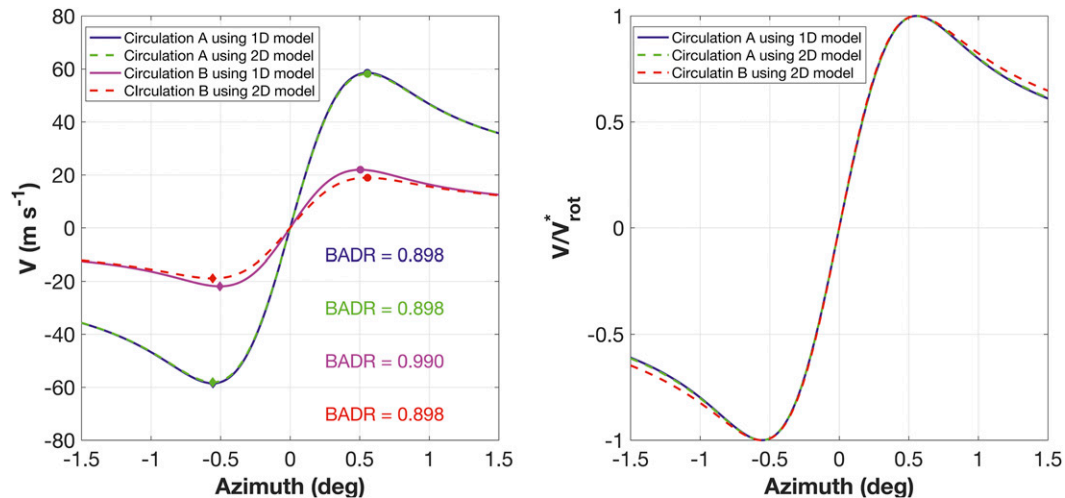 80
60
40
20
0
-20
-40
-60
-80
V (m s-1)
Circulation A using 1D model
Circulation A using 2D model
Circulation B using 1D model
CIrculation B using 2D model
BADR = 0.898
BADR = 0.898
BADR = 0.990
BADR = 0.898
-1.5 -1 -0.5 0 0.5 1 1.5
Azimuth (deg)
1
0.5
0
-0.5
-1
V/V*rot
Circulation A using 1D model
Circulation A using 2D model
Circulatin B using 2D model
-1.5 -1 -0.5 0 0.5 1 1.5
Azimuth (deg)